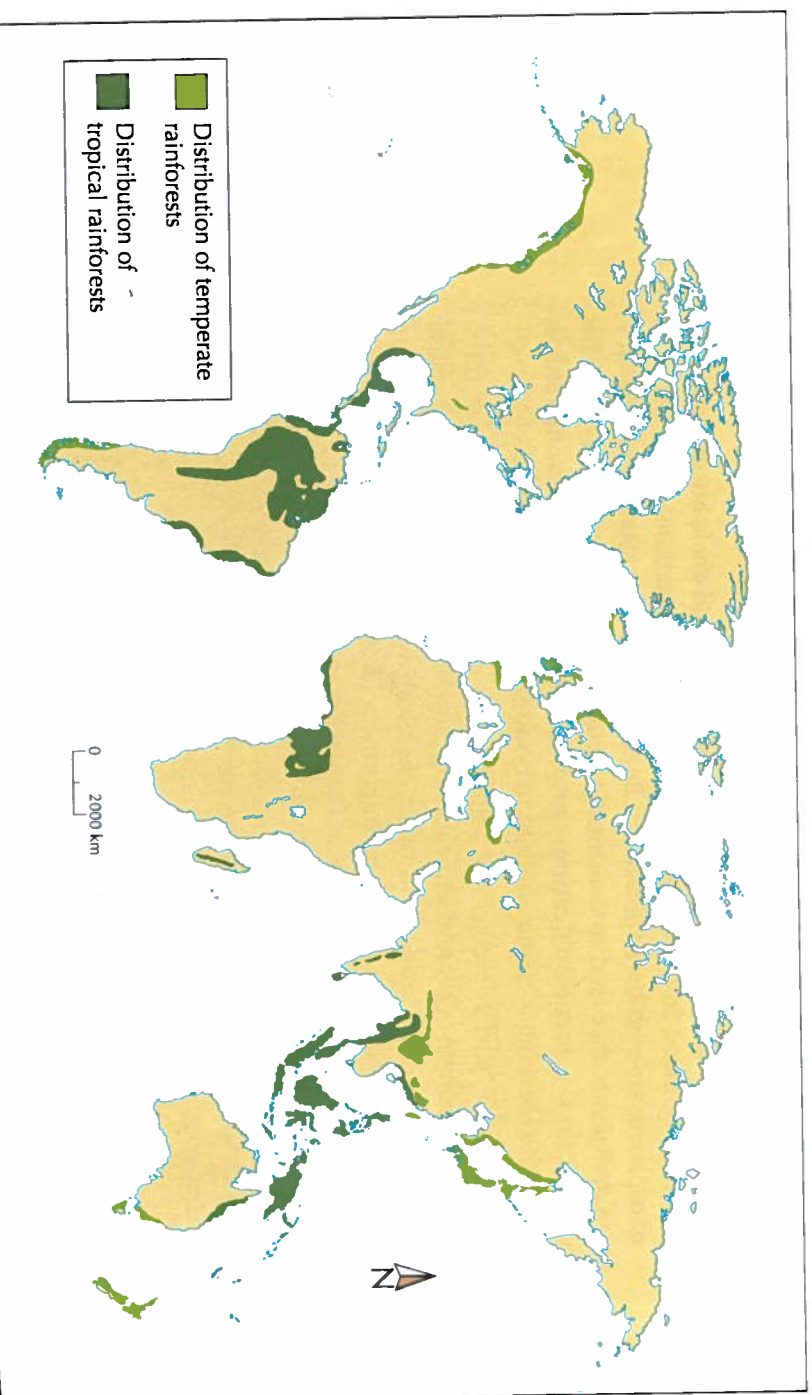 Distribution of temperate
rainforests
Distribution of
tropical rainforests
0 2000 km
N